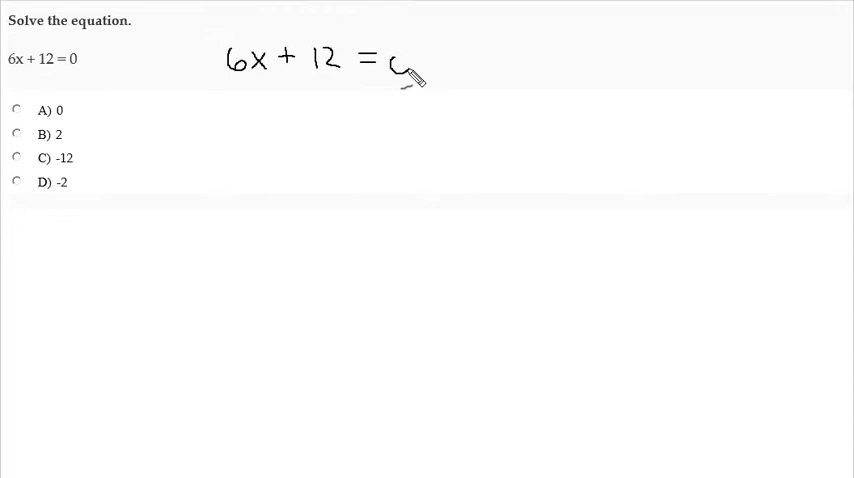 Solve the equation.
6x + 12 = 0 6x + 12 =
A) 0
B) 2
C) -12
D) -2